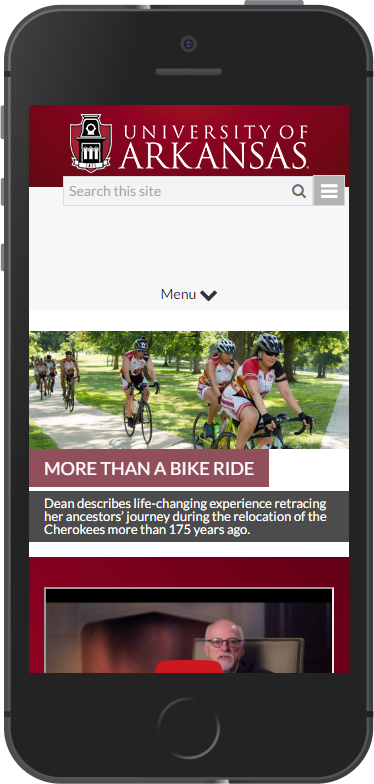 UNIVERSITY OF
ARKANSAS
1871
Search this site
Menu
MORE THAN A BIKE RIDE
Dean describes life-changing experience retracing
her ancestors' journey during the relocation of the
Cherokees more than 175 years ago.